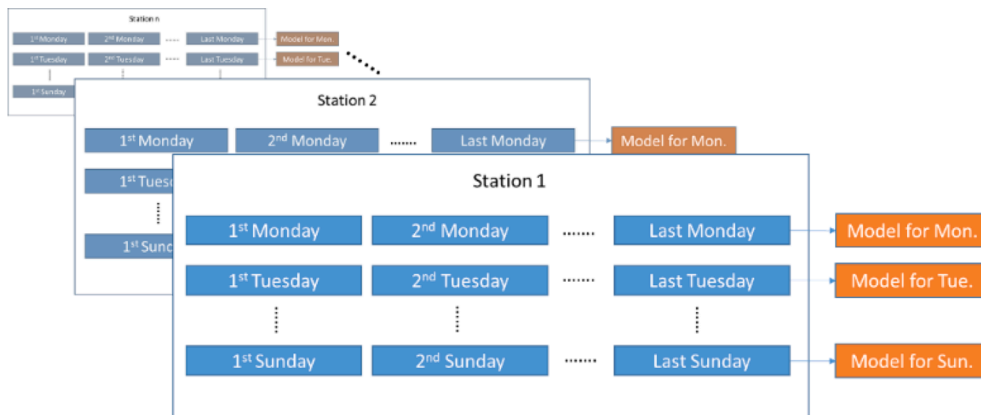 Station n
1st Monday 2nd Monday ..... Last Monday Model for Mon.
1st Tuesday 2nd Tuesday ..... Last Tuesday Model for Tue.
1st Sunday
Station 2
1st Monday 2nd Monday ....... Last Monday Model for Mon.
1st Tuesd
1st Sund
Station 1
1st Monday 2nd Monday ....... Last Monday Model for Mon.
1st Tuesday 2nd Tuesday ....... Last Tuesday Model for Tue.
1st Sunday 2nd Sunday ....... Last Sunday Model for Sun.